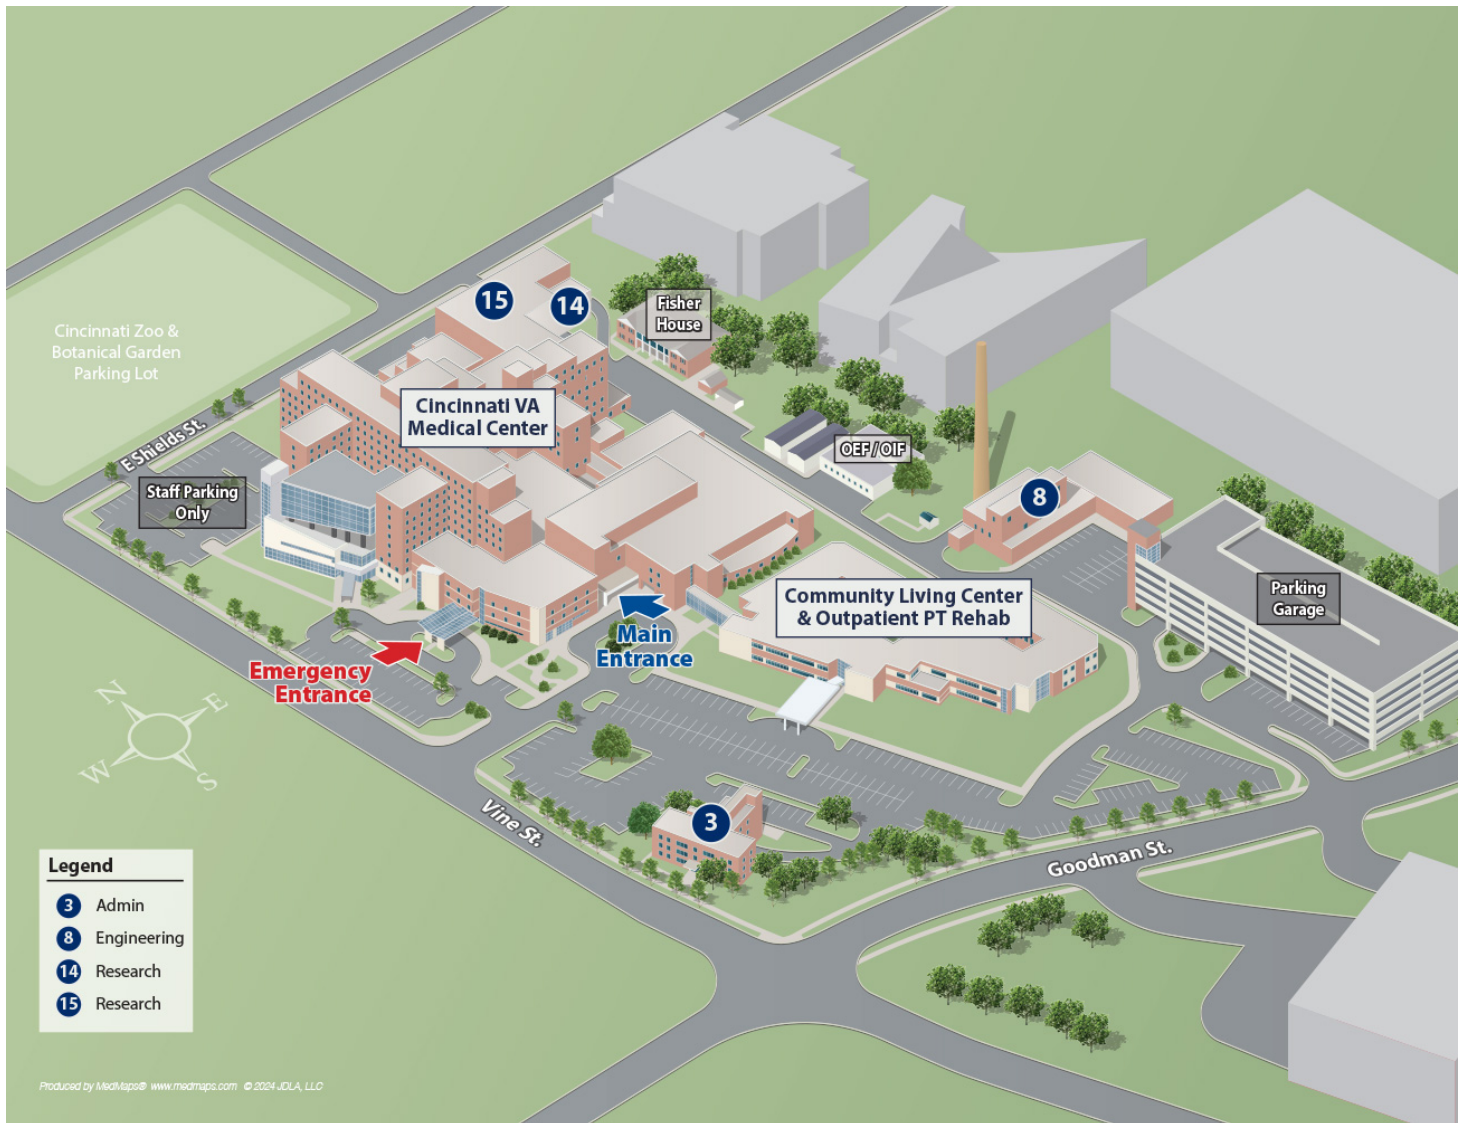 15
14
Fisher
House
Cincinnati Zoo &
Botanical Garden
Parking Lot
Cincinnati VA
Medical Center
E Shields St.
OEF / OIF
Staff Parking
Only
8
Parking
Garage
Community Living Center
& Outpatient PT Rehab
Main
Entrance
Emergency
Entrance
N
E
W
S
Vine St.
3
Goodman St.
Legend
3 Admin
8 Engineering
14 Research
15 Research
Produced by MedMaps® www.medmaps.com © 2024 JDLA, LLC